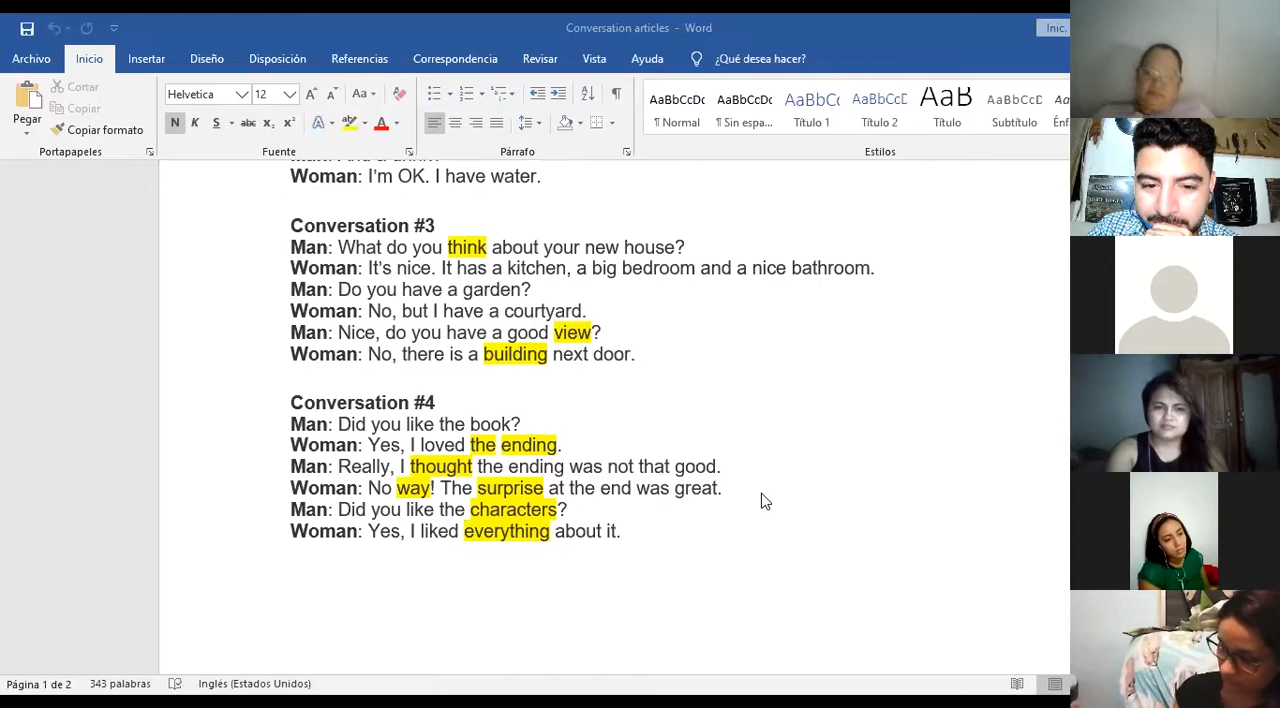 Conversation articles - Word
Inic.
Archivo Inicio Insertar Diseño Disposición Referencias Correspondencia Revisar Vista Ayuda ¿Qué desea hacer?
Pegar
Cortar
Copiar
Copiar formato
Portapapeles
Helvetica 12
Fuente
Párrafo
AaBbCcDc AaBbCcDc AaBbC AaBbCcD AaB AaBbCcD
¶ Normal ¶ Sin espa... Título 1 Título 2 Título Subtítulo
Estilos
Woman: I'm OK. I have water.
Conversation #3
Man: What do you think about your new house?
Woman: It's nice. It has a kitchen, a big bedroom and a nice bathroom.
Man: Do you have a garden?
Woman: No, but I have a courtyard.
Man: Nice, do you have a good view?
Woman: No, there is a building next door.
Conversation #4
Man: Did you like the book?
Woman: Yes, I loved the ending.
Man: Really, I thought the ending was not that good.
Woman: No way! The surprise at the end was great.
Man: Did you like the characters?
Woman: Yes, I liked everything about it.
Página 1 de 2 343 palabras Inglés (Estados Unidos)